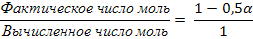 Фактическое число моль
Вычисленное число моль
=
1 − 0,5α
1